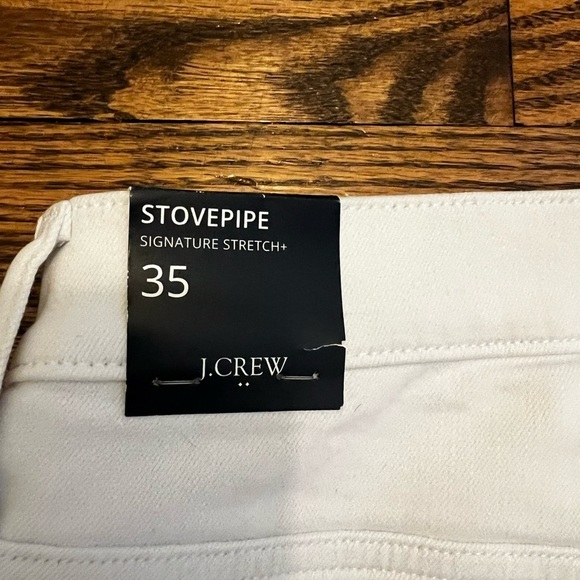 STOVEPIPE
SIGNATURE STRETCH+
35
J.CREW